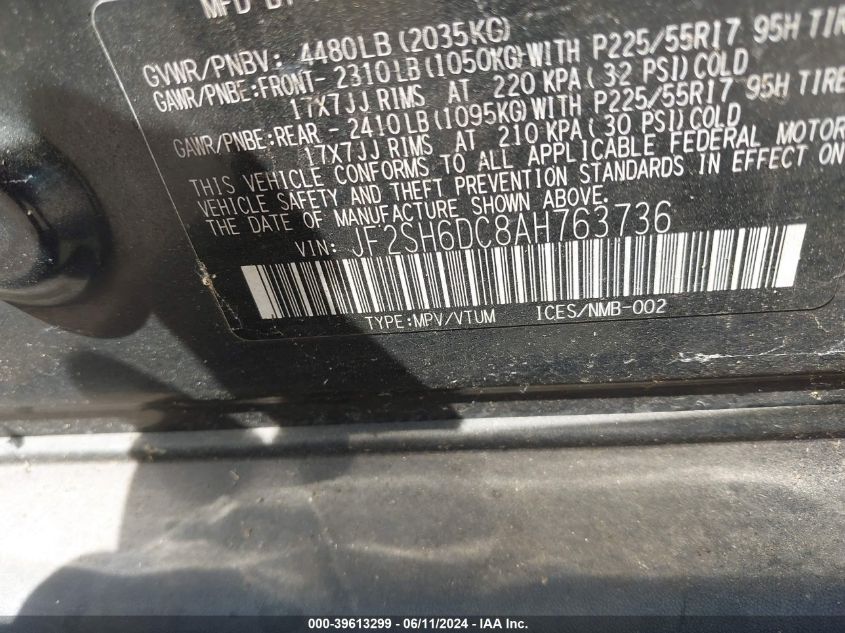 MFD BY
GVWR/PNBV: 4480LB(2035KG)
GAWR/PNBE:FRONT- 2310LB(1050KG)WITH P225/55R17 95H TIRE
17X7JJ RIMS AT 220 KPA(32 PSI)COLD
GAWR/PNBE:REAR - 2410LB(1095KG)WITH P225/55R17 95H TIRE
17X7JJ RIMS AT 210 KPA(30 PSI)COLD
THIS VEHICLE CONFORMS TO ALL APPLICABLE FEDERAL MOTOR
VEHICLE SAFETY AND THEFT PREVENTION STANDARDS IN EFFECT ON
THE DATE OF MANUFACTURE SHOWN ABOVE.
VIN: JF2SH6DC8AH763736
TYPE:MPV/VTUM ICES/NMB-002
000-39613299 - 06/11/2024 - IAA Inc.